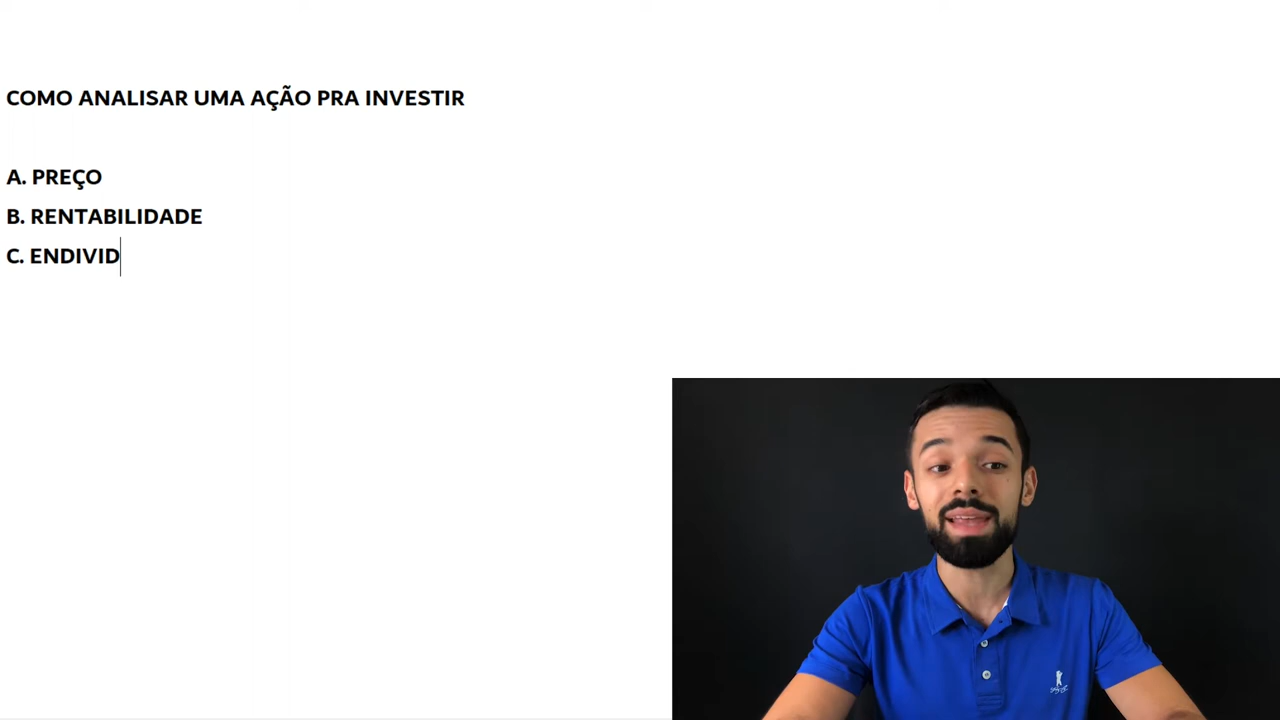 COMO ANALISAR UMA AÇÃO PRA INVESTIR
A. PREÇO
B. RENTABILIDADE
C. ENDIVID